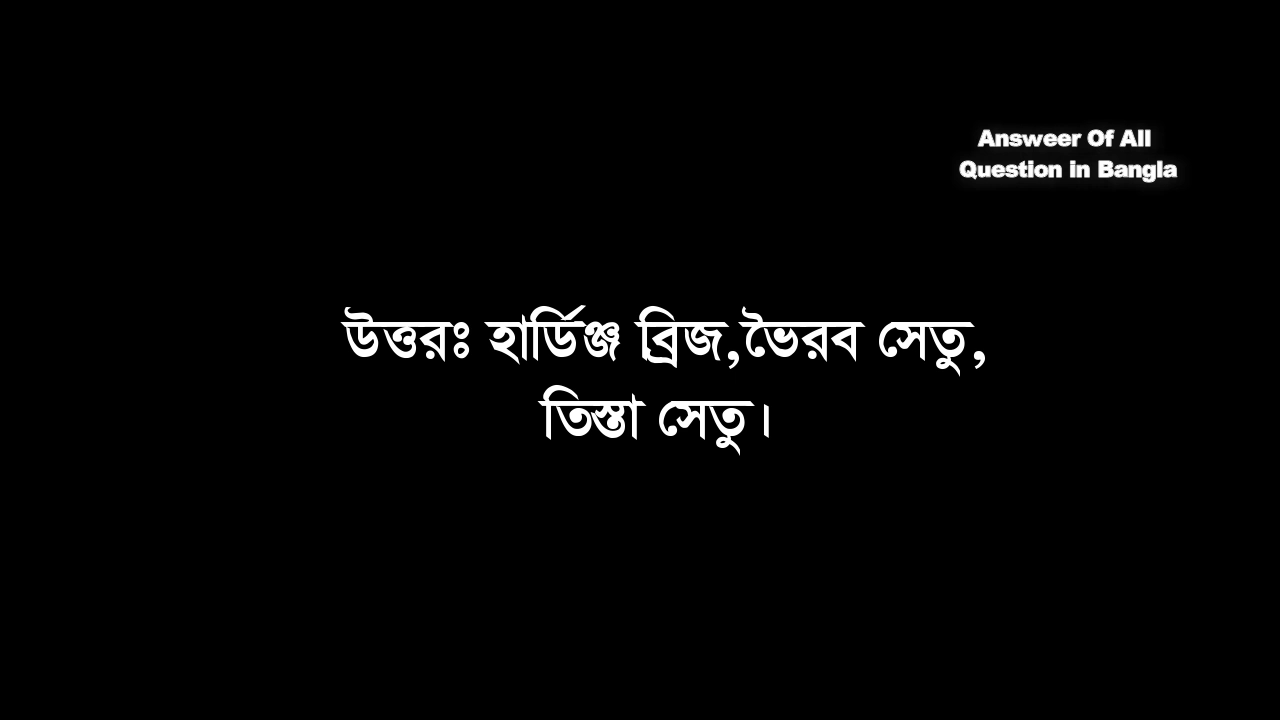 Answeer Of All
Question in Bangla
উত্তরঃ হার্ডিঞ্জ ব্রিজ,ভৈরব সেতু,
তিস্তা সেতু।